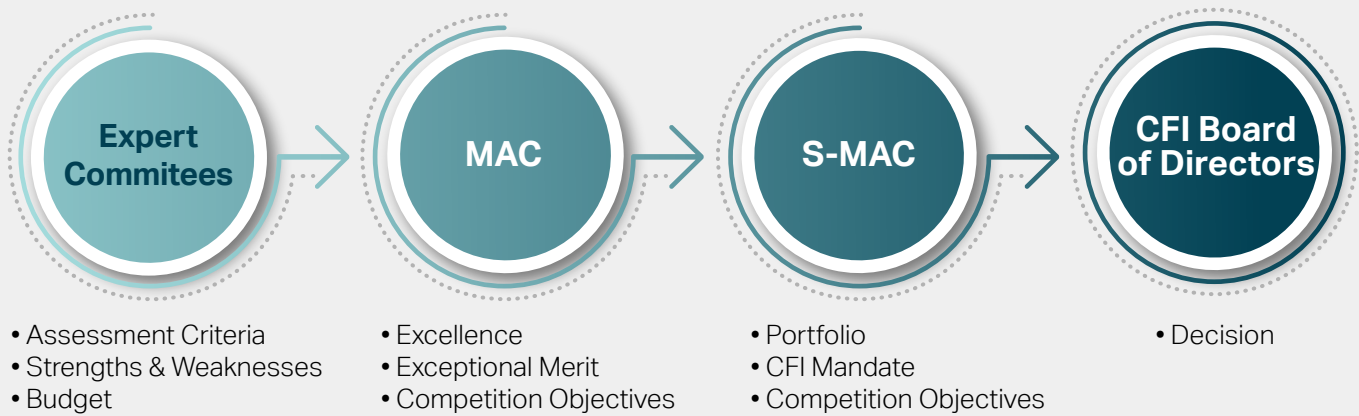 Expert
Commitees
MAC
S-MAC
CFI Board
of Directors
• Assessment Criteria
• Strengths & Weaknesses
• Budget
• Excellence
• Exceptional Merit
• Competition Objectives
• Portfolio
• CFI Mandate
• Competition Objectives
• Decision